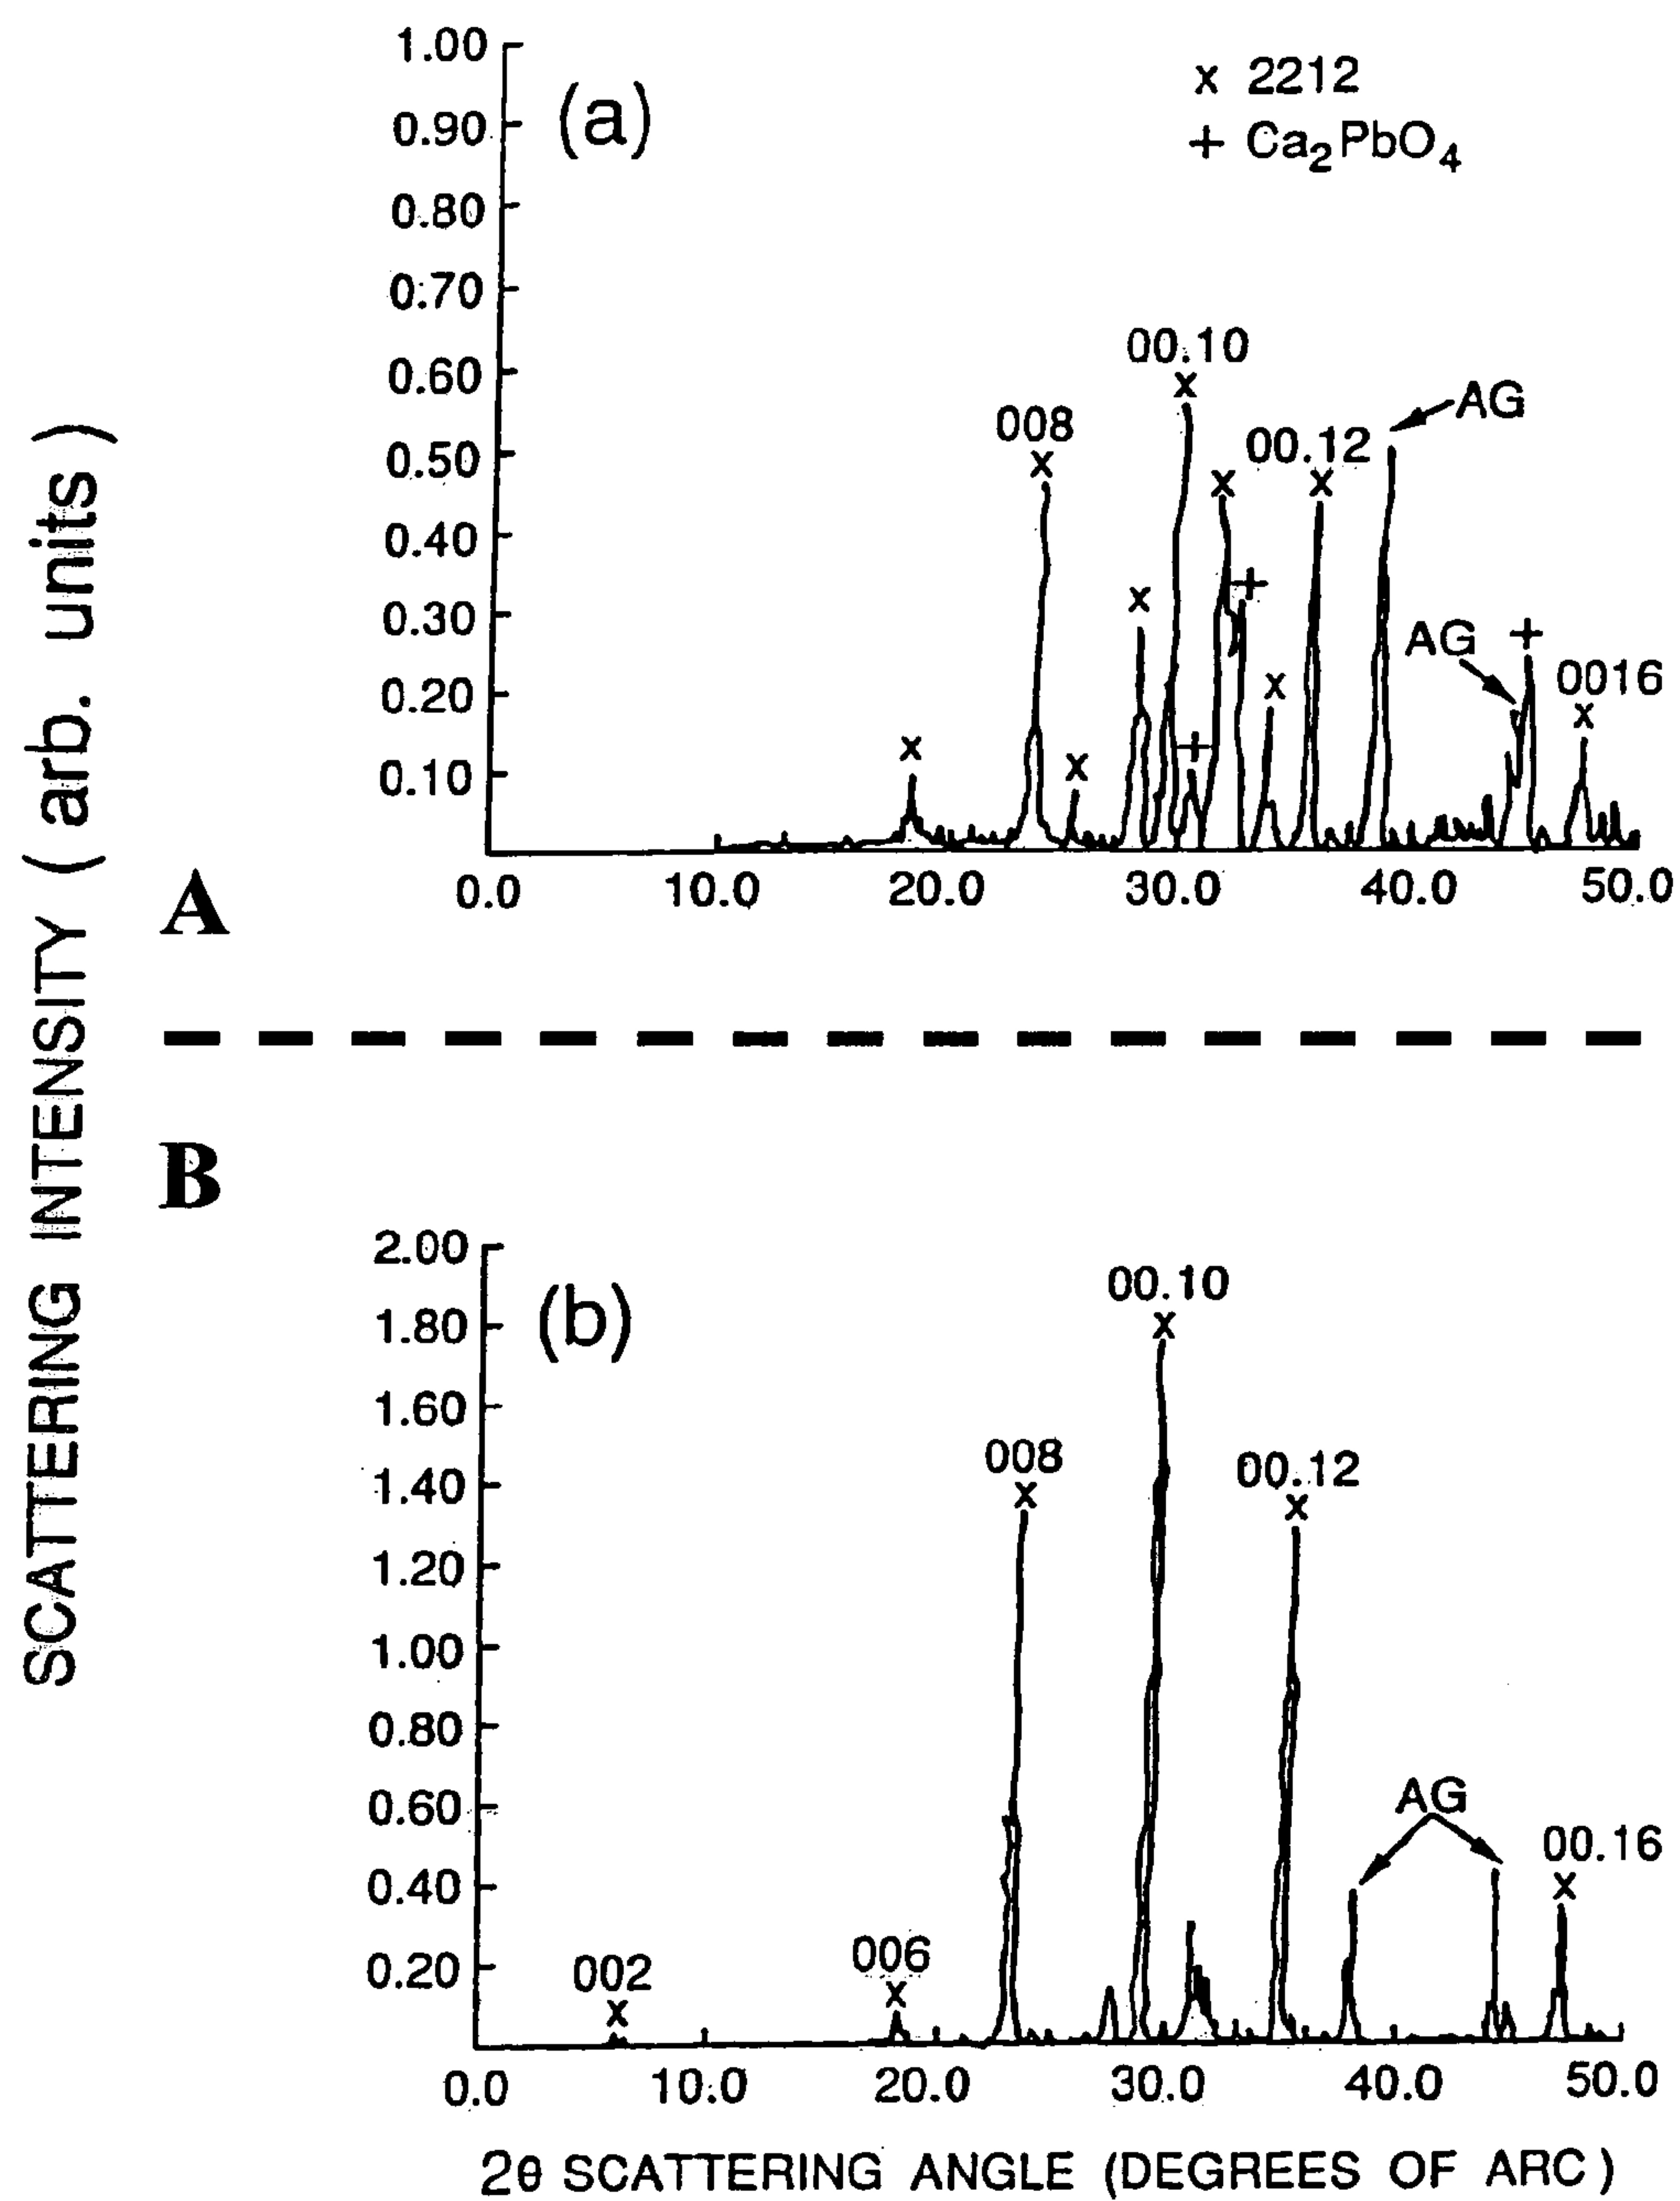 SCATTERING INTENSITY ( arb. units )
1.00
0.90
0.80
0.70
0.60
0.50
0.40
0.30
0.20
0.10
(a)
x 2212
+ Ca₂PbO₄
00.10
x
008
x
AG
00.12
x
x
x
+
AG
+
0016
x
x
x
x
+
0.0 10.0 20.0 30.0 40.0 50.0
A
B
2.00
1.80
1.60
1.40
1.20
1.00
0.80
0.60
0.40
0.20
(b)
00.10
x
008
x
00.12
x
AG
00.16
x
006
x
002
x
0.0 10.0 20.0 30.0 40.0 50.0
2θ SCATTERING ANGLE (DEGREES OF ARC)